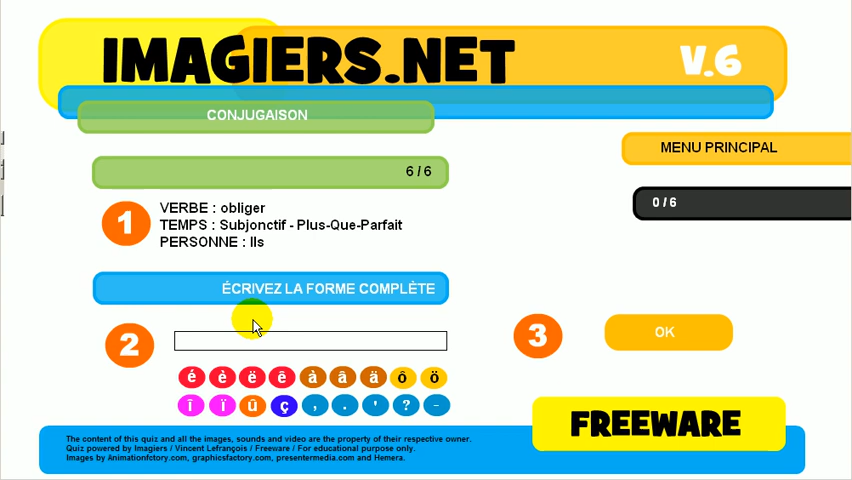 IMAGIERS.NET
V.6
CONJUGAISON
MENU PRINCIPAL
6 / 6
0 / 6
1
VERBE : obliger
TEMPS : Subjonctif - Plus-Que-Parfait
PERSONNE : Ils
ÉCRIVEZ LA FORME COMPLÈTE
2
3
OK
é è ë ê à â ä ô ö
î ï û ç , . ' ? -
FREEWARE
The content of this quiz and all the images, sounds and video are the property of their respective owner.
Quiz powered by Imagiers / Vincent Lefrançois / Freeware / For educational purpose only.
Images by Animationfctory.com, graphicsfactory.com, presentermedia.com and Hemera.